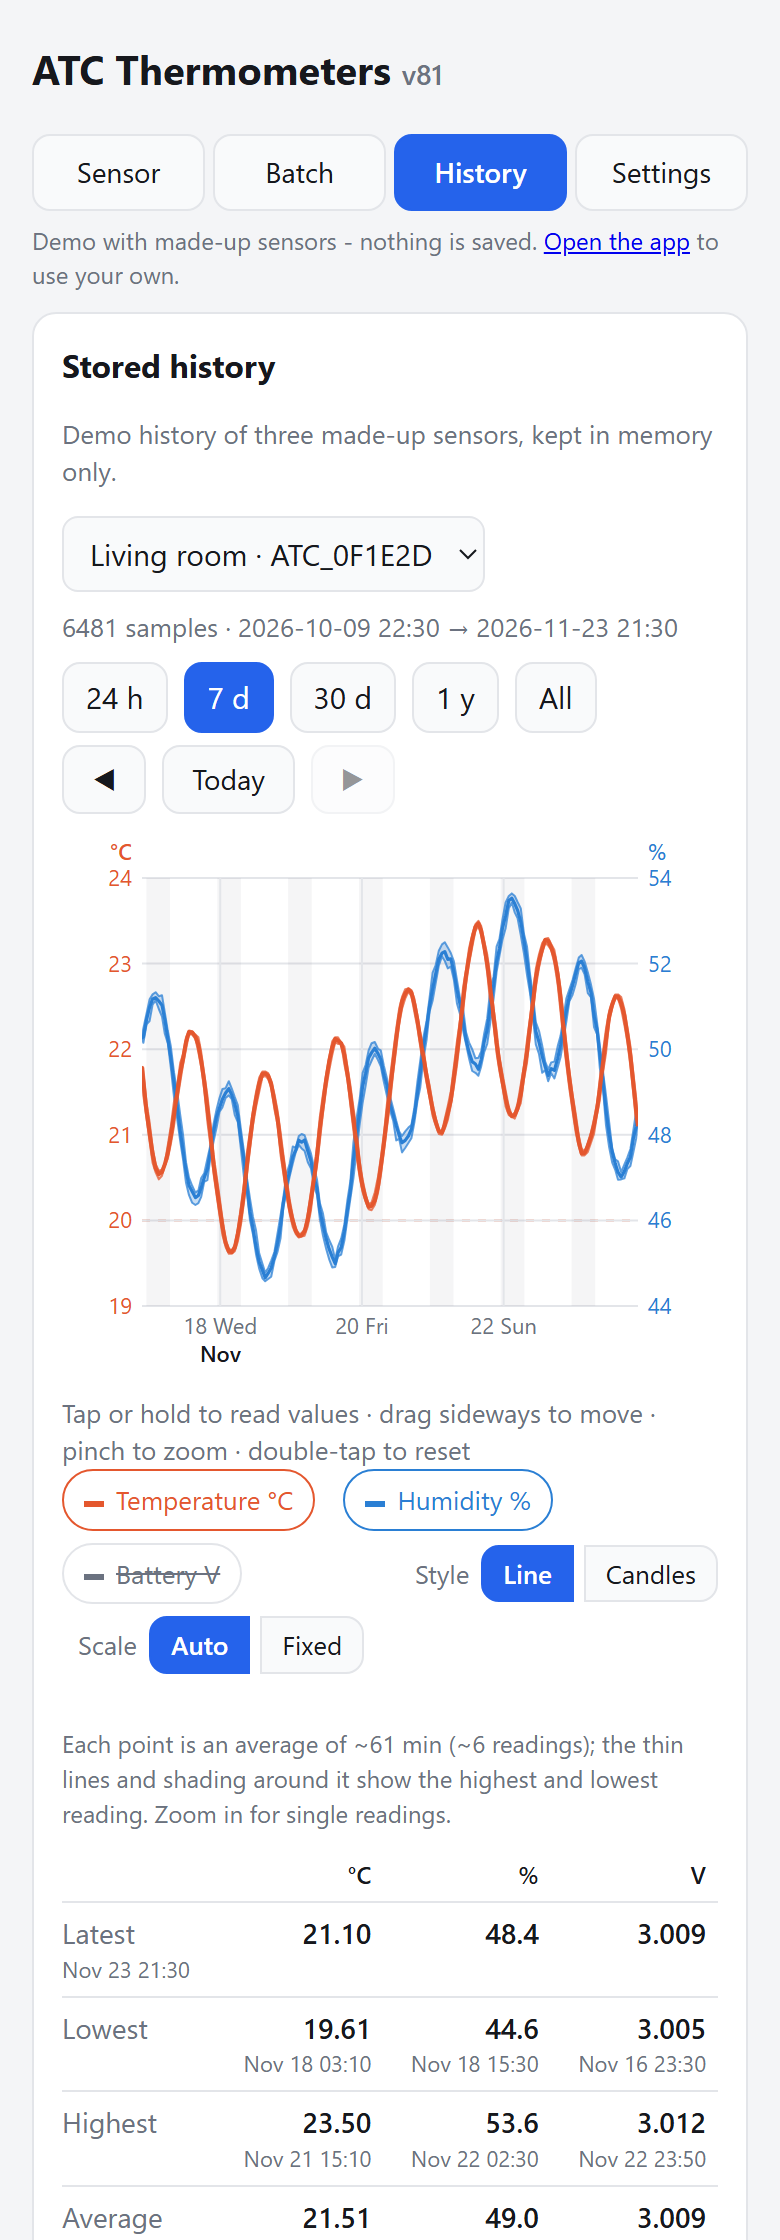 ATC Thermometers v81
Sensor Batch History Settings
Demo with made-up sensors - nothing is saved. Open the app to
use your own.
Stored history
Demo history of three made-up sensors, kept in memory
only.
Living room · ATC_0F1E2D
6481 samples · 2026-10-09 22:30 → 2026-11-23 21:30
24 h 7 d 30 d 1 y All
◀ Today ▶
°C %
24 54
23 52
22 50
21 48
20 46
19 44
18 Wed 20 Fri 22 Sun
Nov
Tap or hold to read values · drag sideways to move ·
pinch to zoom · double-tap to reset
Temperature °C Humidity %
Battery V Style Line Candles
Scale Auto Fixed
Each point is an average of ~61 min (~6 readings); the thin
lines and shading around it show the highest and lowest
reading. Zoom in for single readings.
°C % V
Latest 21.10 48.4 3.009
Nov 23 21:30
Lowest 19.61 44.6 3.005
Nov 18 03:10 Nov 18 15:30 Nov 16 23:30
Highest 23.50 53.6 3.012
Nov 21 15:10 Nov 22 02:30 Nov 22 23:50
Average 21.51 49.0 3.009